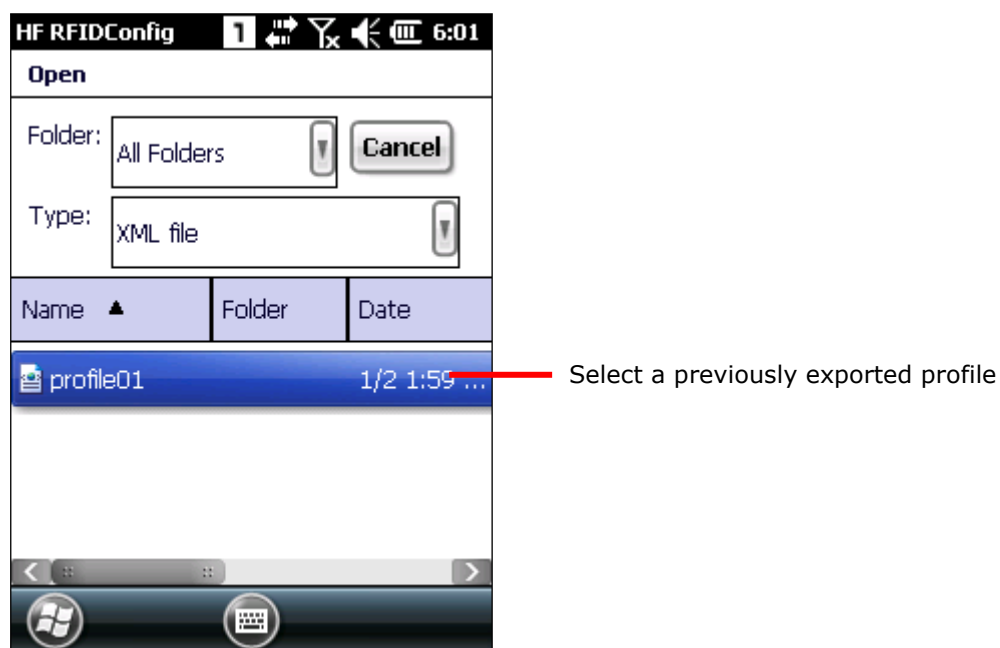 HF RFIDConfig 1 6:01
Open
Folder: All Folders Cancel
Type: XML file
Name ▲ Folder Date
profile01 1/2 1:59 ...
Select a previously exported profile